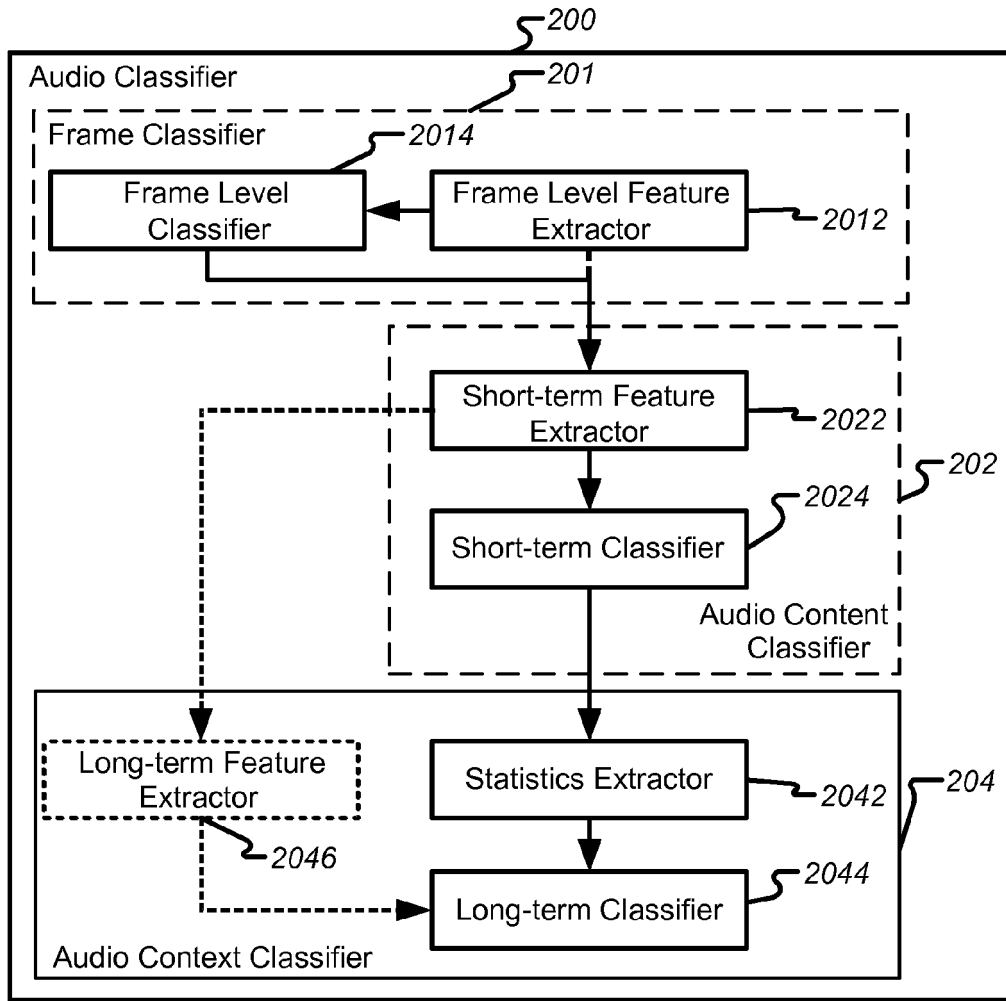 200
Audio Classifier
201
Frame Classifier
2014
Frame Level
Classifier
Frame Level Feature
Extractor
2012
Short-term Feature
Extractor
2022
202
2024
Short-term Classifier
Audio Content
Classifier
Long-term Feature
Extractor
Statistics Extractor
2042
204
2046
2044
Long-term Classifier
Audio Context Classifier